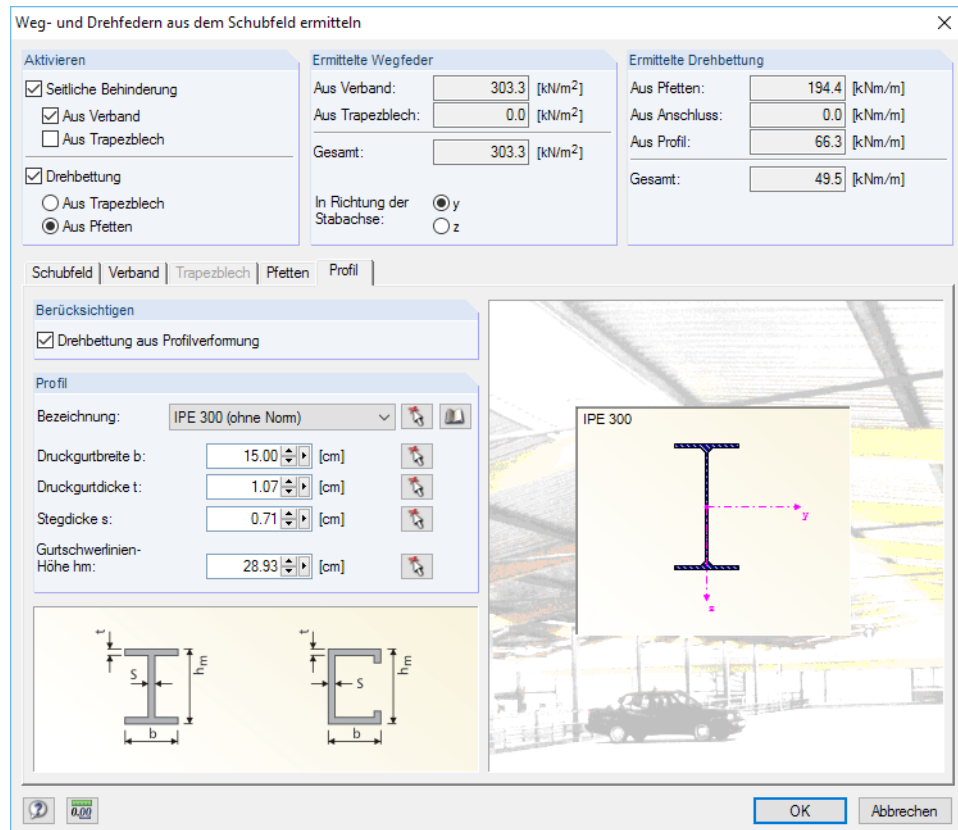 Weg- und Drehfedern aus dem Schubfeld ermitteln
Aktivieren
Seitliche Behinderung
Aus Verband
Aus Trapezblech
Drehbettung
Aus Trapezblech
Aus Pfetten
Ermittelte Wegfeder
Aus Verband: 303.3 [kN/m²]
Aus Trapezblech: 0.0 [kN/m²]
Gesamt: 303.3 [kN/m²]
In Richtung der
Stabachse:
y
z
Ermittelte Drehbettung
Aus Pfetten: 194.4 [kNm/m]
Aus Anschluss: 0.0 [kNm/m]
Aus Profil: 66.3 [kNm/m]
Gesamt: 49.5 [kNm/m]
Schubfeld Verband Trapezblech Pfetten Profil
Berücksichtigen
Drehbettung aus Profilverformung
Profil
Bezeichnung: IPE 300 (ohne Norm)
Druckgurtbreite b: 15.00 [cm]
Druckgurtdicke t: 1.07 [cm]
Stegdicke s: 0.71 [cm]
Gurtschwerlinien-
Höhe hm: 28.93 [cm]
t
s
hm
b
t
s
hm
b
IPE 300
y
z
0.00
OK Abbrechen